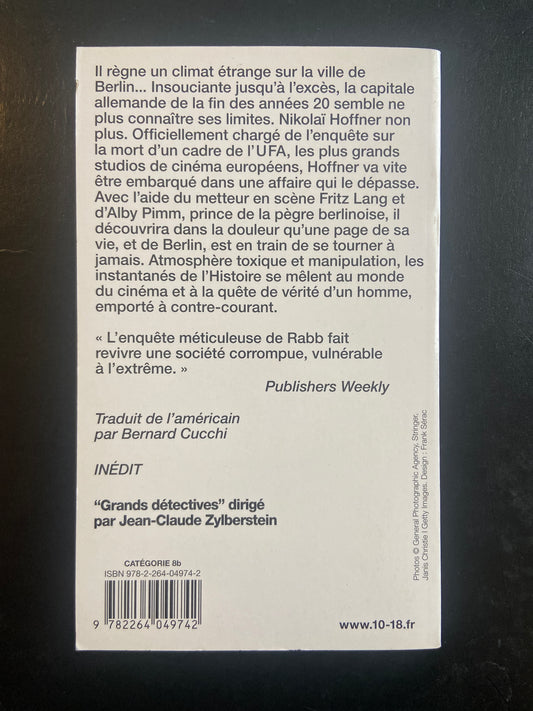 Il règne un climat étrange sur la ville de
Berlin... Insouciante jusqu'à l'excès, la capitale
allemande de la fin des années 20 semble ne
plus connaître ses limites. Nikolaï Hoffner
non plus. Officiellement chargé de l'enquête sur
la mort d'un cadre de l'UFA, les plus grands
studios de cinéma européens, Hoffner va vite
être embarqué dans une affaire qui le dépasse.
Avec l'aide du metteur en scène Fritz Lang et
d'Alby Pimm, prince de la pègre berlinoise, il
découvrira dans la douleur qu'une page de sa
vie, et de Berlin, est en train de se tourner à
jamais. Atmosphère toxique et manipulation, les
instantanés de l'Histoire se mêlent au monde
du cinéma et à la quête de vérité d'un homme,
emporté à contre-courant.
« L'enquête méticuleuse de Rabb fait
revivre une société corrompue, vulnérable
à l'extrême. »
Publishers Weekly
Traduit de l'américain
par Bernard Cucchi
INÉDIT
"Grands détectives" dirigé
par Jean-Claude Zylberstein
CATÉGORIE 8b
ISBN 978-2-264-04974-2
9 782264 049742
www.10-18.fr
Photos © General Photographic Agency, Stringer,
Janis Christie / Getty Images. Design : Frank Sérac